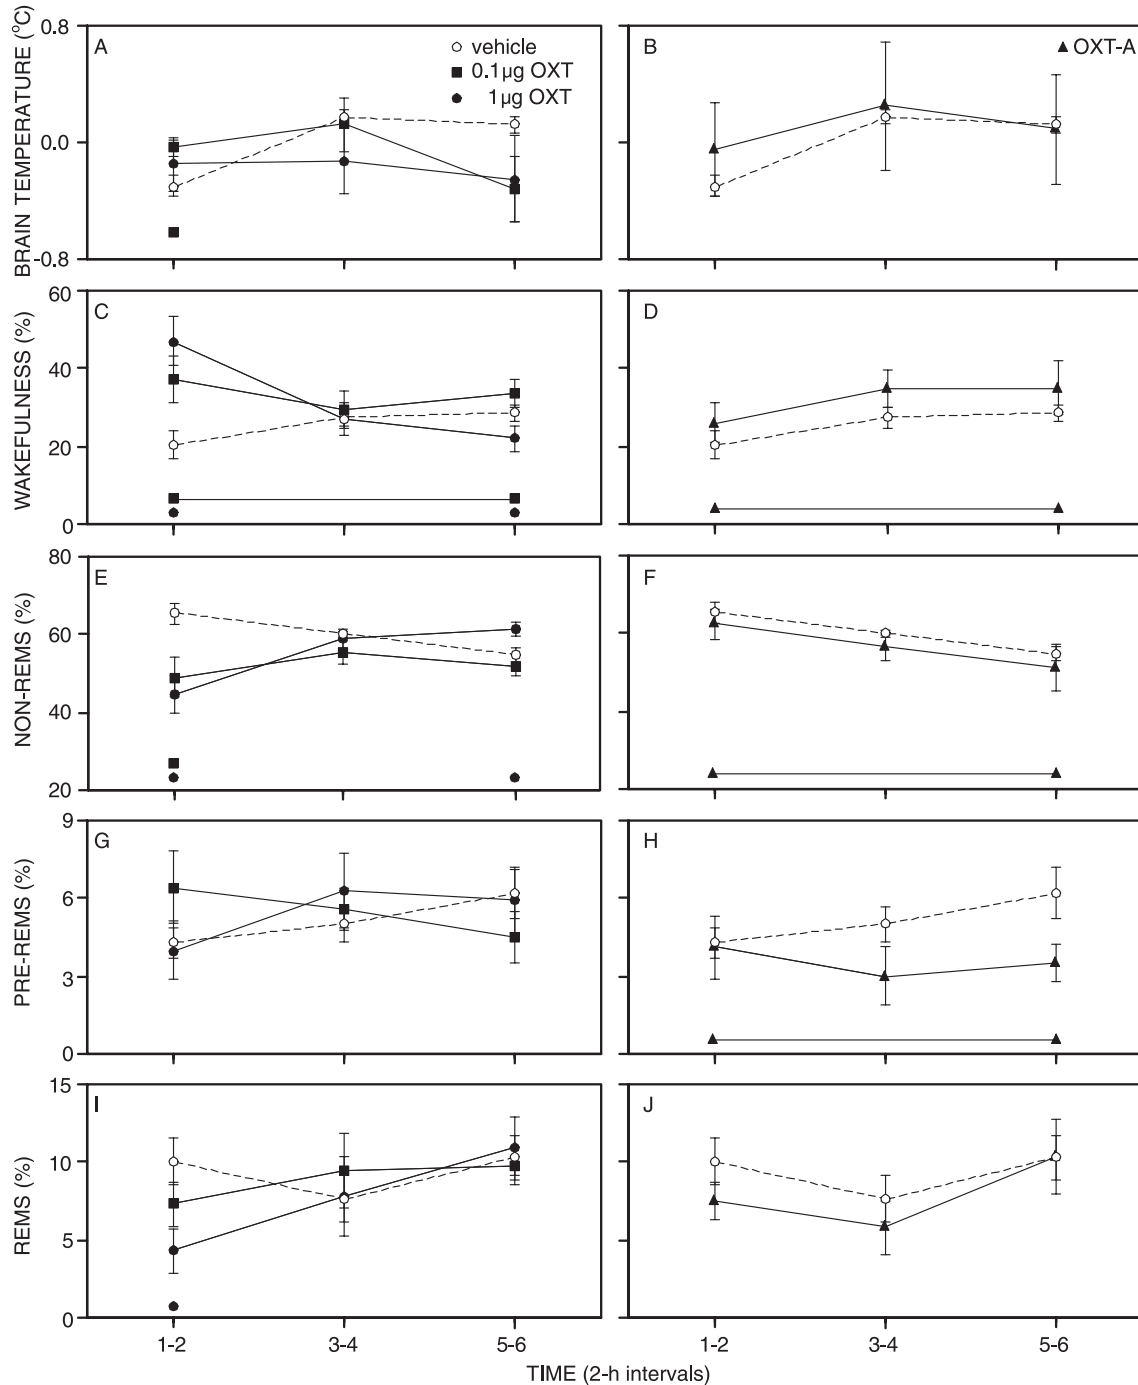 BRAIN TEMPERATURE (°C)
0.8
0.0
-0.8
A
vehicle
0.1µg OXT
1µg OXT
B
OXT-A
WAKEFULNESS (%)
60
40
20
0
C
D
NON-REMS (%)
80
60
40
20
E
F
PRE-REMS (%)
9
6
3
0
G
H
REMS (%)
15
10
5
0
I
J
1-2 3-4 5-6 1-2 3-4 5-6
TIME (2-h intervals)